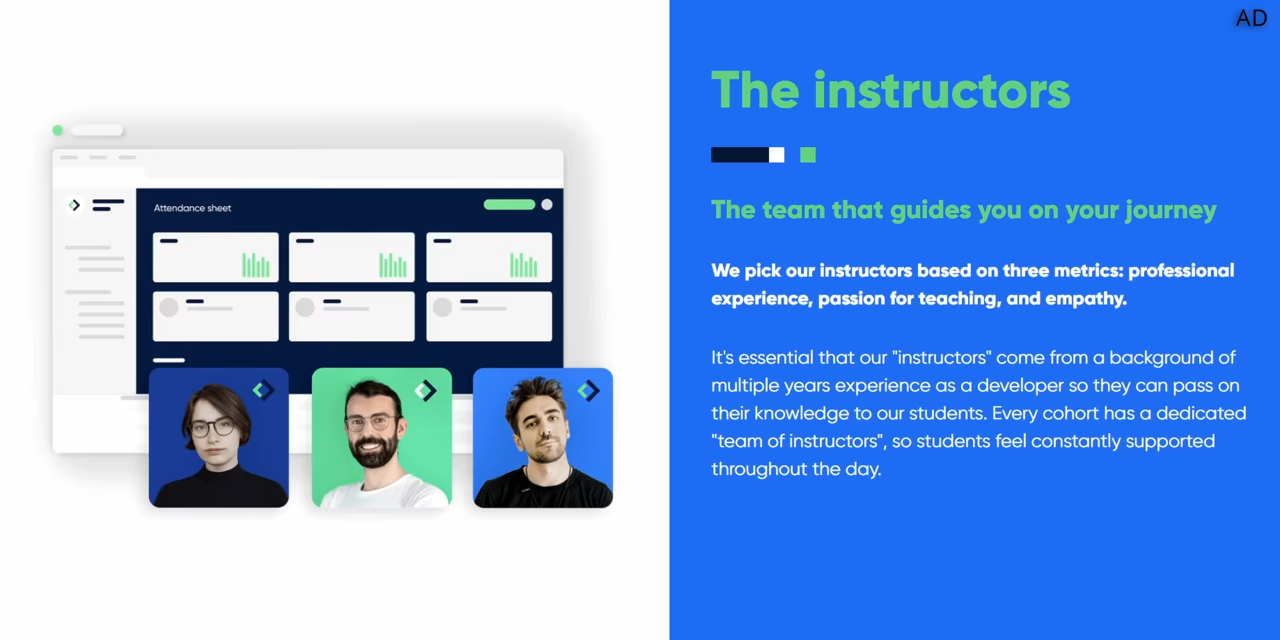 AD
The instructors
The team that guides you on your journey
We pick our instructors based on three metrics: professional
experience, passion for teaching, and empathy.
It's essential that our "instructors" come from a background of
multiple years experience as a developer so they can pass on
their knowledge to our students. Every cohort has a dedicated
"team of instructors", so students feel constantly supported
throughout the day.
Attendance sheet